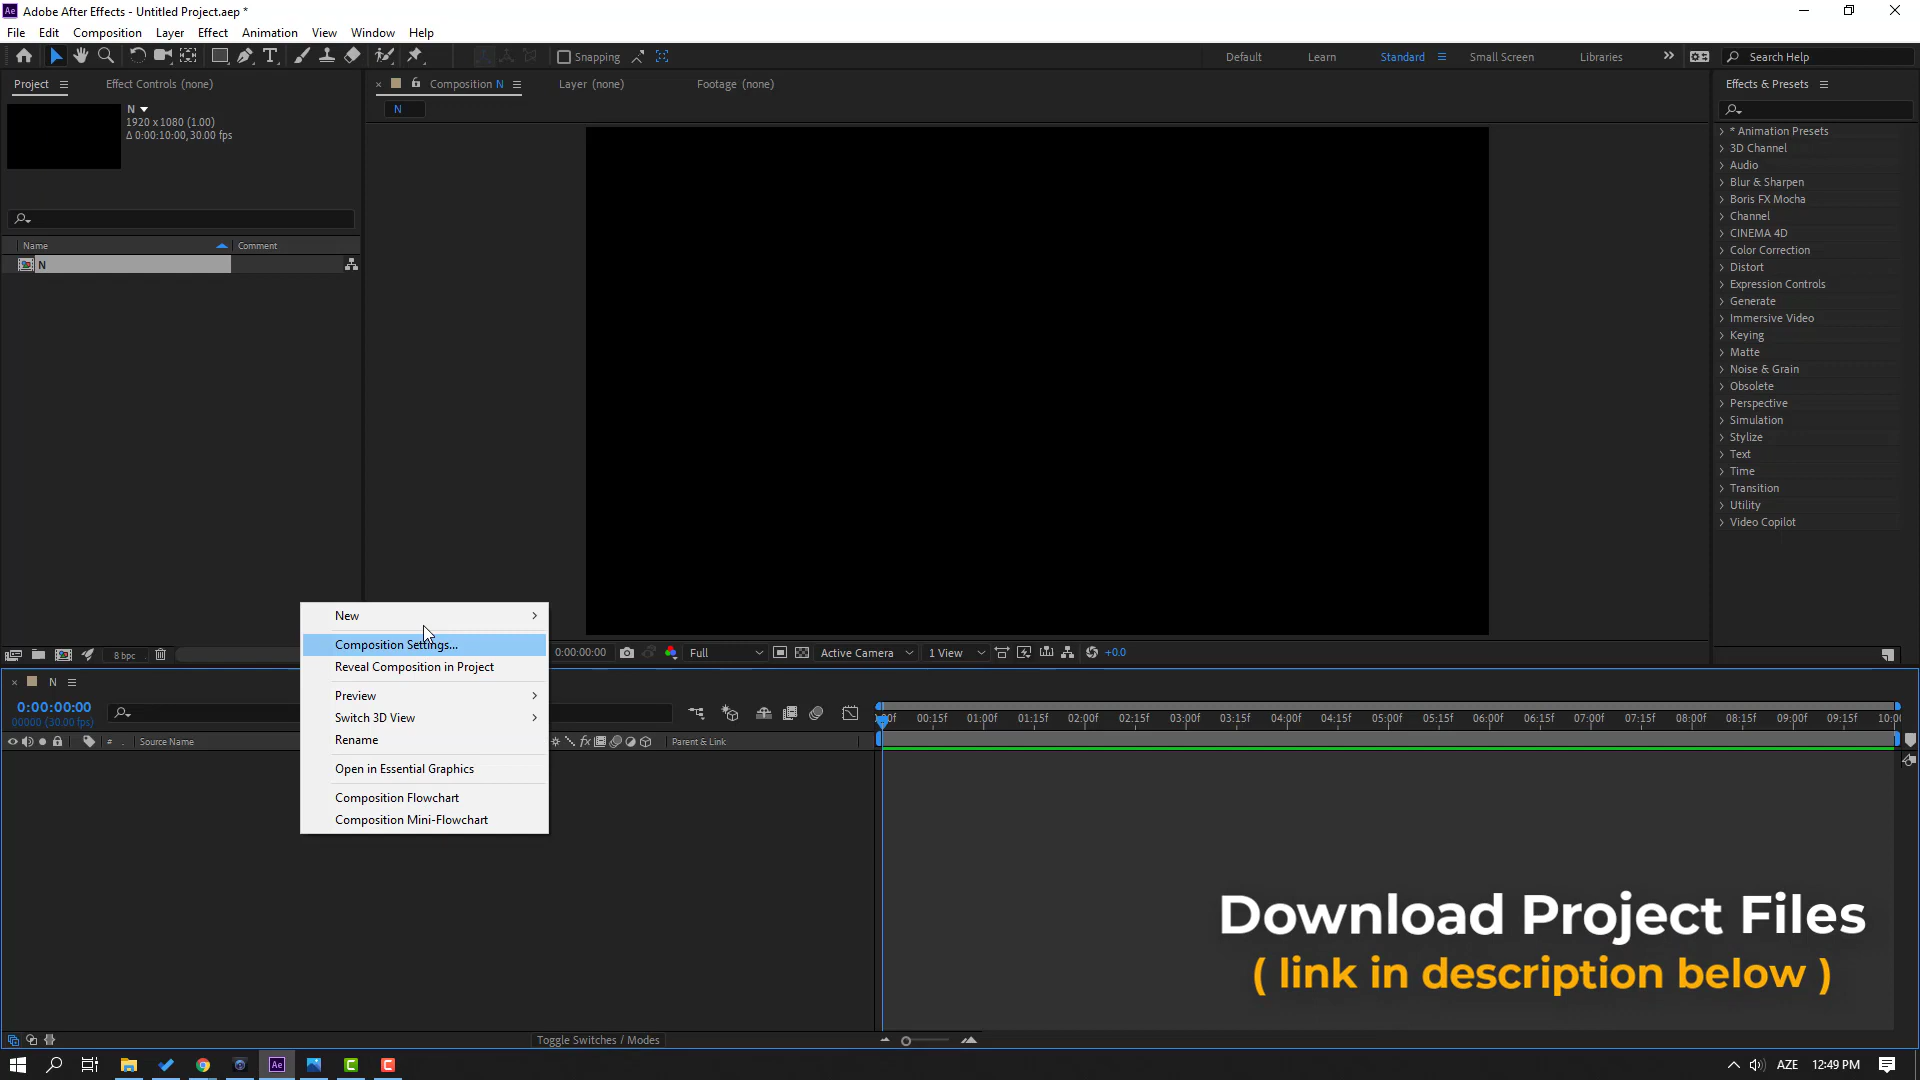 Adobe After Effects - Untitled Project.aep *
File Edit Composition Layer Effect Animation View Window Help
Snapping
Default Learn Standard Small Screen Libraries
Search Help
Project Effect Controls (none)
Composition N Layer (none) Footage (none)
Effects & Presets
N
1920 x 1080 (1.00)
Δ 0:00:10:00, 30.00 fps
N
Name Comment
N
* Animation Presets
3D Channel
Audio
Blur & Sharpen
Boris FX Mocha
Channel
CINEMA 4D
Color Correction
Distort
Expression Controls
Generate
Immersive Video
Keying
Matte
Noise & Grain
Obsolete
Perspective
Simulation
Stylize
Text
Time
Transition
Utility
Video Copilot
New
Composition Settings...
Reveal Composition in Project
Preview
Switch 3D View
Rename
Open in Essential Graphics
Composition Flowchart
Composition Mini-Flowchart
8 bpc
0:00:00:00 Full Active Camera 1 View +0.0
N
0:00:00:00
00000 (30.00 fps)
# . Source Name fx Parent & Link
00f 00:15f 01:00f 01:15f 02:00f 02:15f 03:00f 03:15f 04:00f 04:15f 05:00f 05:15f 06:00f 06:15f 07:00f 07:15f 08:00f 08:15f 09:00f 09:15f 10:0
Download Project Files
( link in description below )
Toggle Switches / Modes
Ae
AZE 12:49 PM